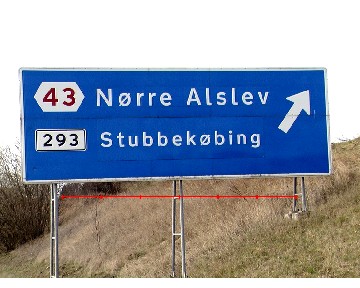 43 Nørre Alslev
293 Stubbekøbing